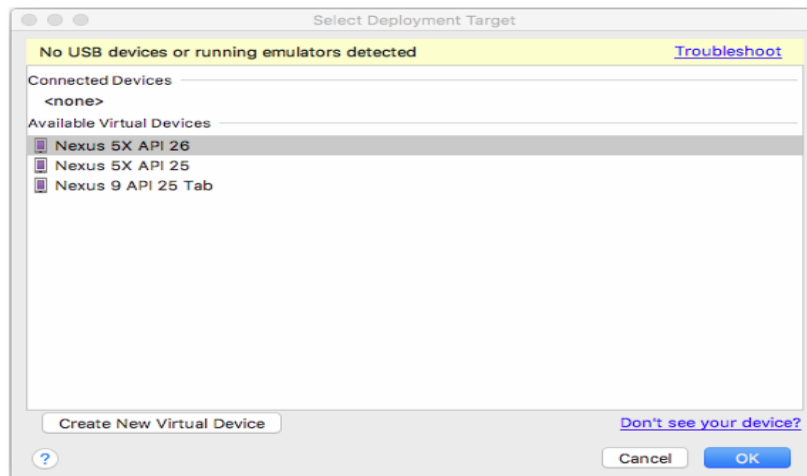 Select Deployment Target
No USB devices or running emulators detected Troubleshoot
Connected Devices
<none>
Available Virtual Devices
Nexus 5X API 26
Nexus 5X API 25
Nexus 9 API 25 Tab
Create New Virtual Device Don't see your device?
? Cancel OK